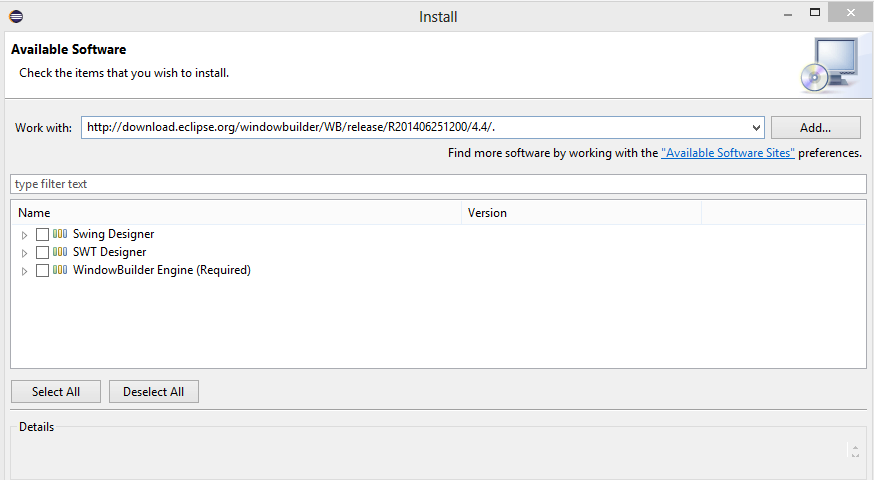 Install
Available Software
Check the items that you wish to install.
Work with: http://download.eclipse.org/windowbuilder/WB/release/R201406251200/4.4/. Add...
Find more software by working with the "Available Software Sites" preferences.
type filter text
Name Version
Swing Designer
SWT Designer
WindowBuilder Engine (Required)
Select All Deselect All
Details